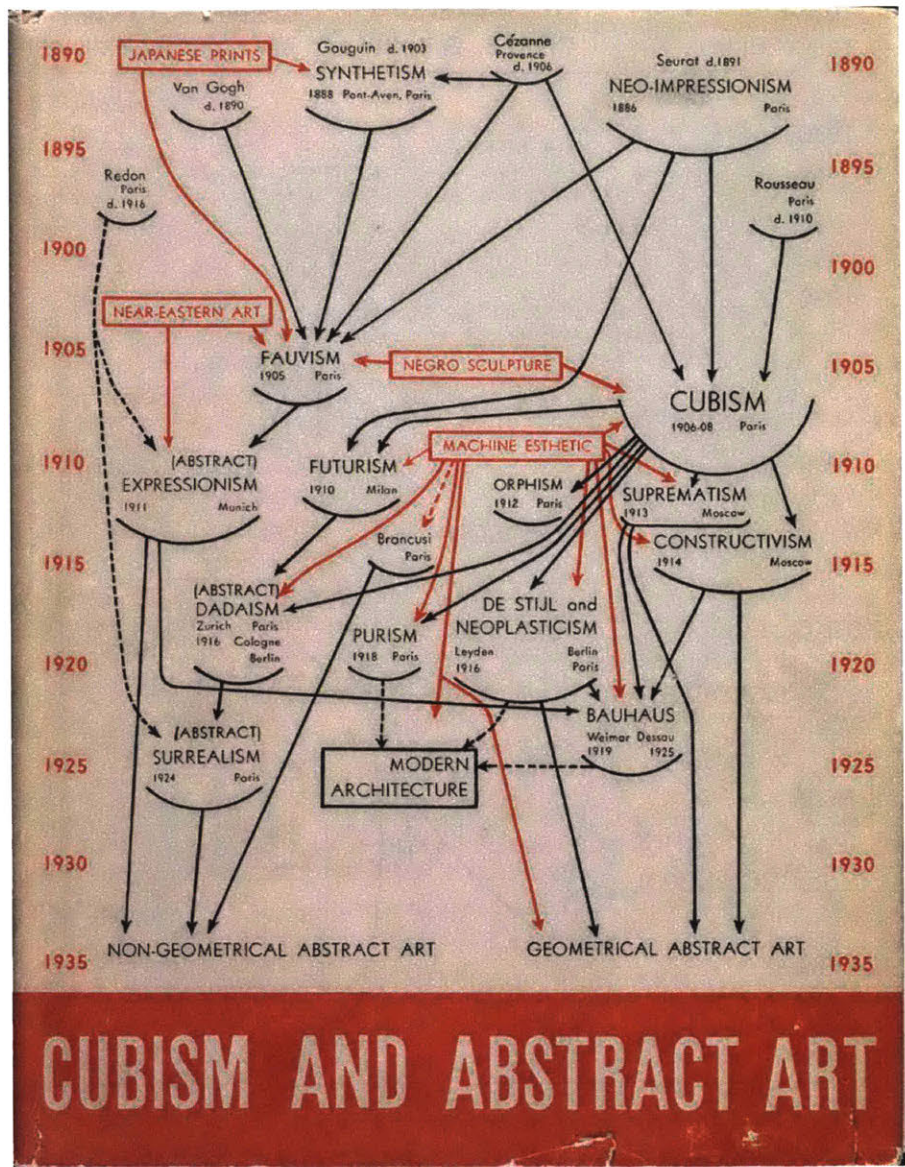 1890
JAPANESE PRINTS
Gauguin d. 1903
SYNTHETISM
1888 Pont-Aven, Paris
Cézanne
Provence
d. 1906
Seurat d.1891
NEO-IMPRESSIONISM
1886 Paris
1890
Van Gogh
d. 1890
1895
1895
Redon
Paris
d. 1916
Rousseau
Paris
d. 1910
1900
1900
NEAR-EASTERN ART
1905
FAUVISM
1905 Paris
NEGRO SCULPTURE
1905
CUBISM
1906-08 Paris
MACHINE ESTHETIC
1910
(ABSTRACT)
EXPRESSIONISM
1911 Munich
FUTURISM
1910 Milan
ORPHISM
1912 Paris
SUPREMATISM
1913 Moscow
1910
Brancusi
Paris
CONSTRUCTIVISM
1914 Moscow
1915
1915
(ABSTRACT)
DADAISM
Zurich Paris
1916 Cologne
Berlin
PURISM
1918 Paris
DE STIJL and
NEOPLASTICISM
Leyden Berlin
1916 Paris
1920
1920
BAUHAUS
Weimar Dessau
1919 1925
(ABSTRACT)
SURREALISM
1924 Paris
MODERN
ARCHITECTURE
1925
1925
1930
1930
NON-GEOMETRICAL ABSTRACT ART
GEOMETRICAL ABSTRACT ART
1935
1935
CUBISM AND ABSTRACT ART